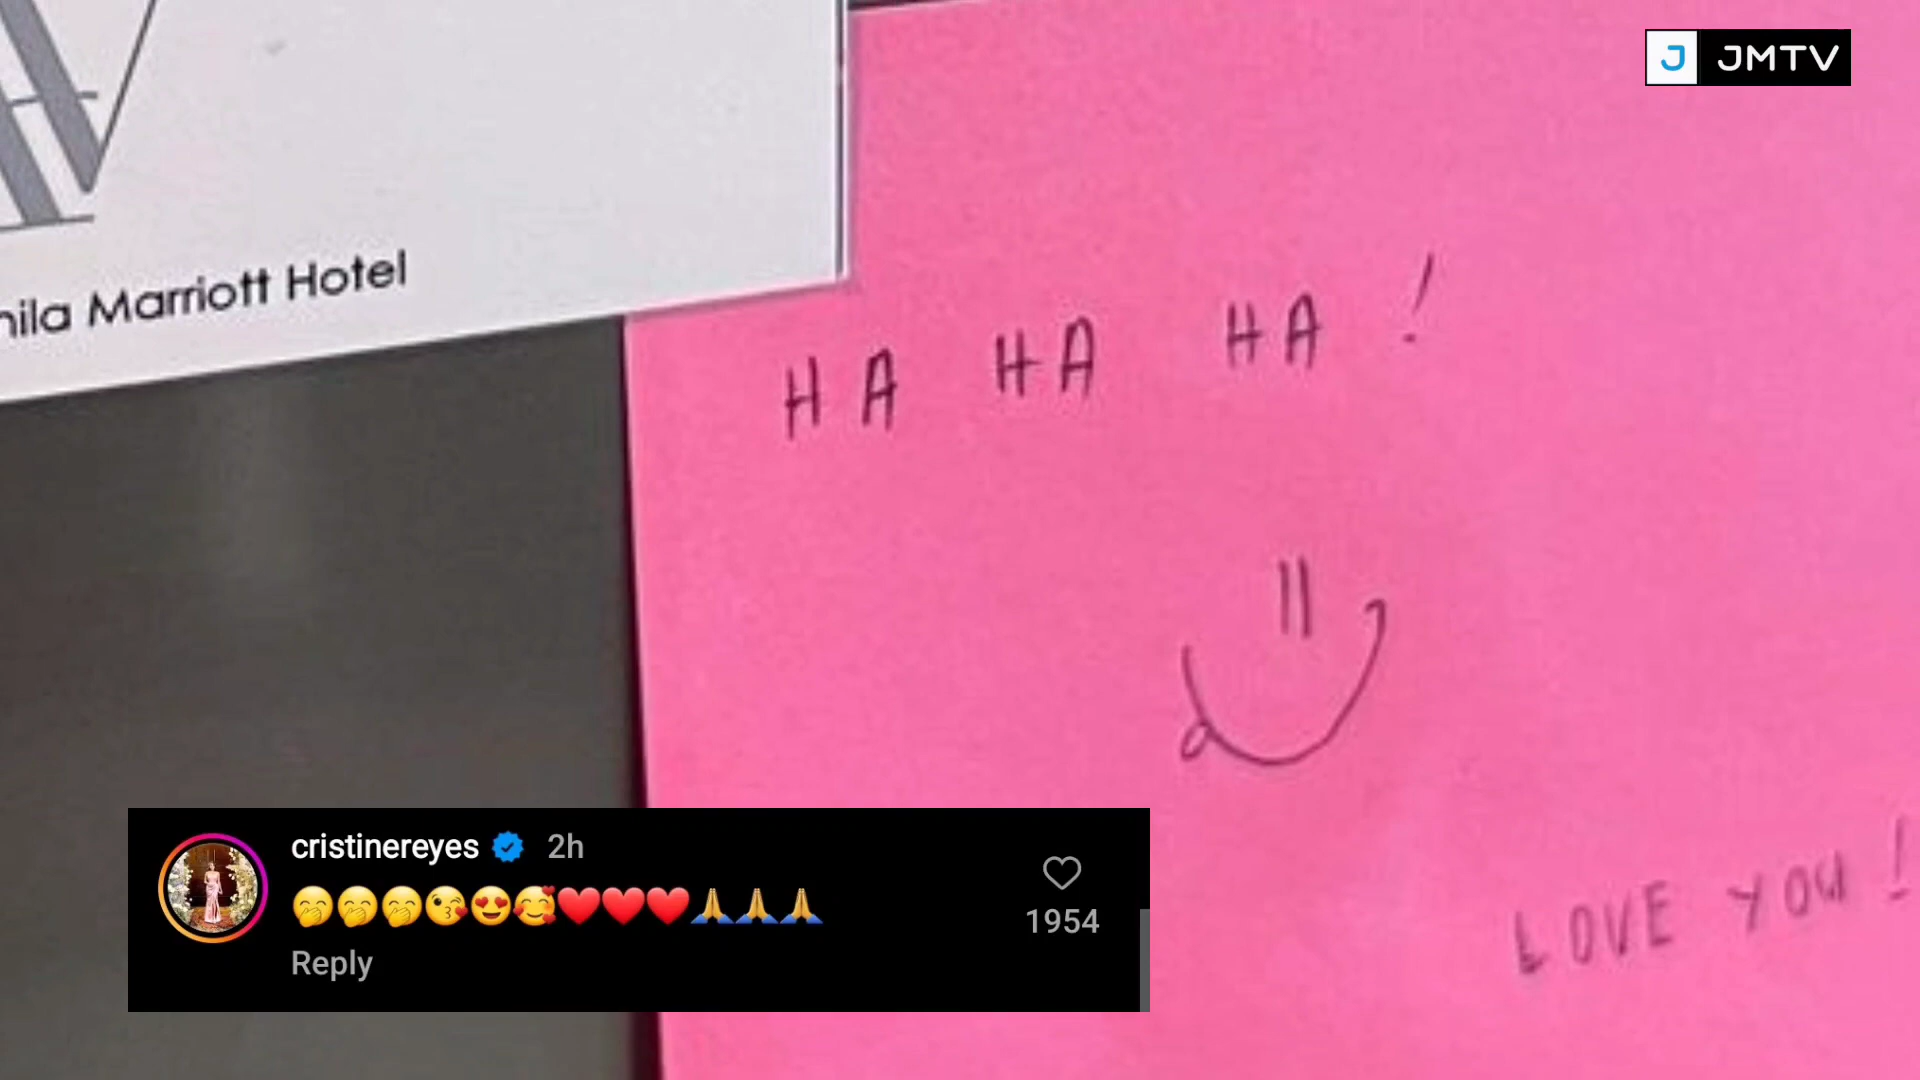 J JMTV
nila Marriott Hotel
HA HA HA !
LOVE YOU !
cristinereyes 2h
🤭🤭🤭😘😍🥰❤️❤️❤️🙏🙏🙏
1954
Reply